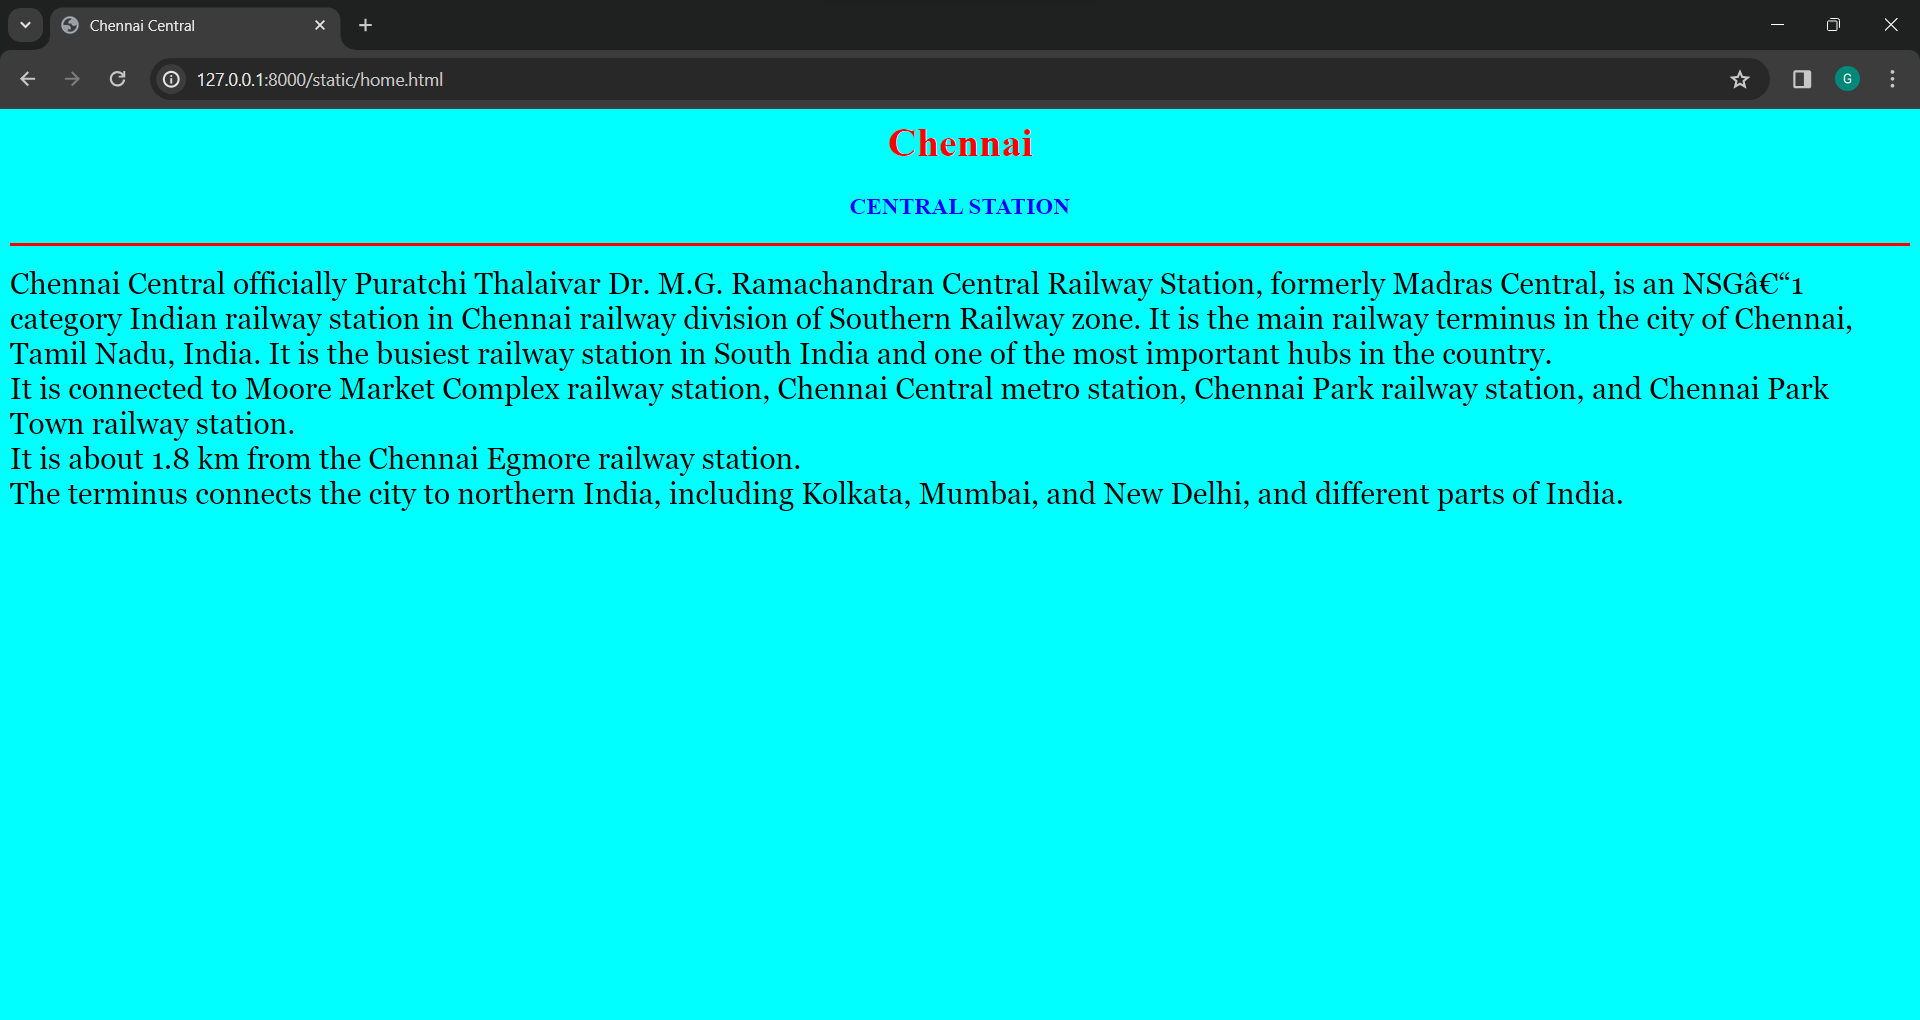 Chennai Central
127.0.0.1:8000/static/home.html
G
Chennai
CENTRAL STATION
Chennai Central officially Puratchi Thalaivar Dr. M.G. Ramachandran Central Railway Station, formerly Madras Central, is an NSGâ€“1
category Indian railway station in Chennai railway division of Southern Railway zone. It is the main railway terminus in the city of Chennai,
Tamil Nadu, India. It is the busiest railway station in South India and one of the most important hubs in the country.
It is connected to Moore Market Complex railway station, Chennai Central metro station, Chennai Park railway station, and Chennai Park
Town railway station.
It is about 1.8 km from the Chennai Egmore railway station.
The terminus connects the city to northern India, including Kolkata, Mumbai, and New Delhi, and different parts of India.